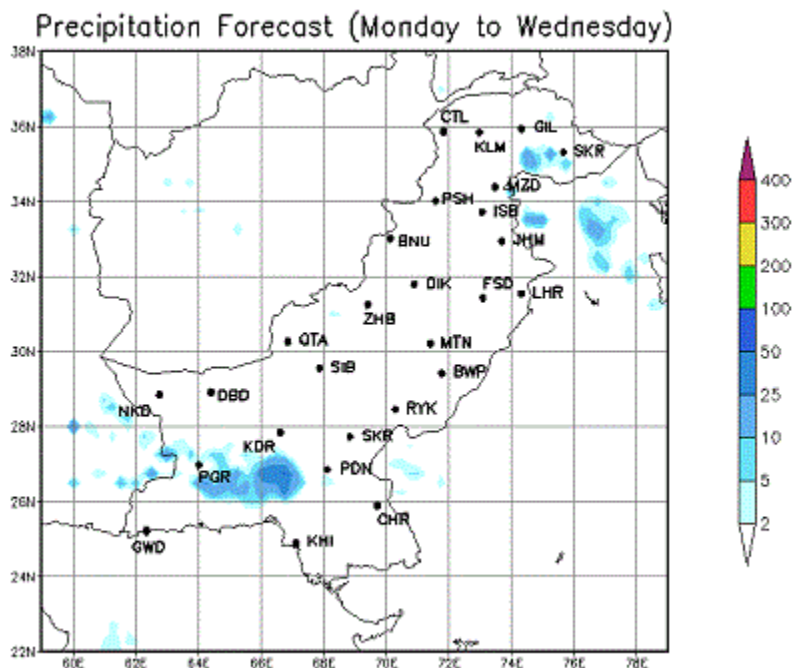 Precipitation Forecast (Monday to Wednesday)
38N
36N
34N
32N
30N
28N
26N
24N
22N
60E 62E 64E 66E 68E 70E 72E 74E 76E 78E
CTL
GIL
KLM
SKR
MZD
PSH
ISB
BNU
JHM
DIK
FSD
LHR
ZHB
QTA
MTN
SIB
BWP
DBD
NKD
RYK
KDR
SKR
PGR
PDN
CHR
GWD
KHI
400
300
200
100
50
25
10
5
2